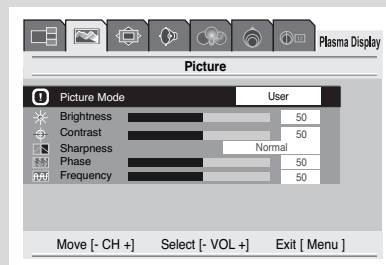 Plasma Display
Picture
Picture Mode User
Brightness 50
Contrast 50
Sharpness Normal
Phase 50
Frequency 50
Move [- CH +] Select [- VOL +] Exit [ Menu ]